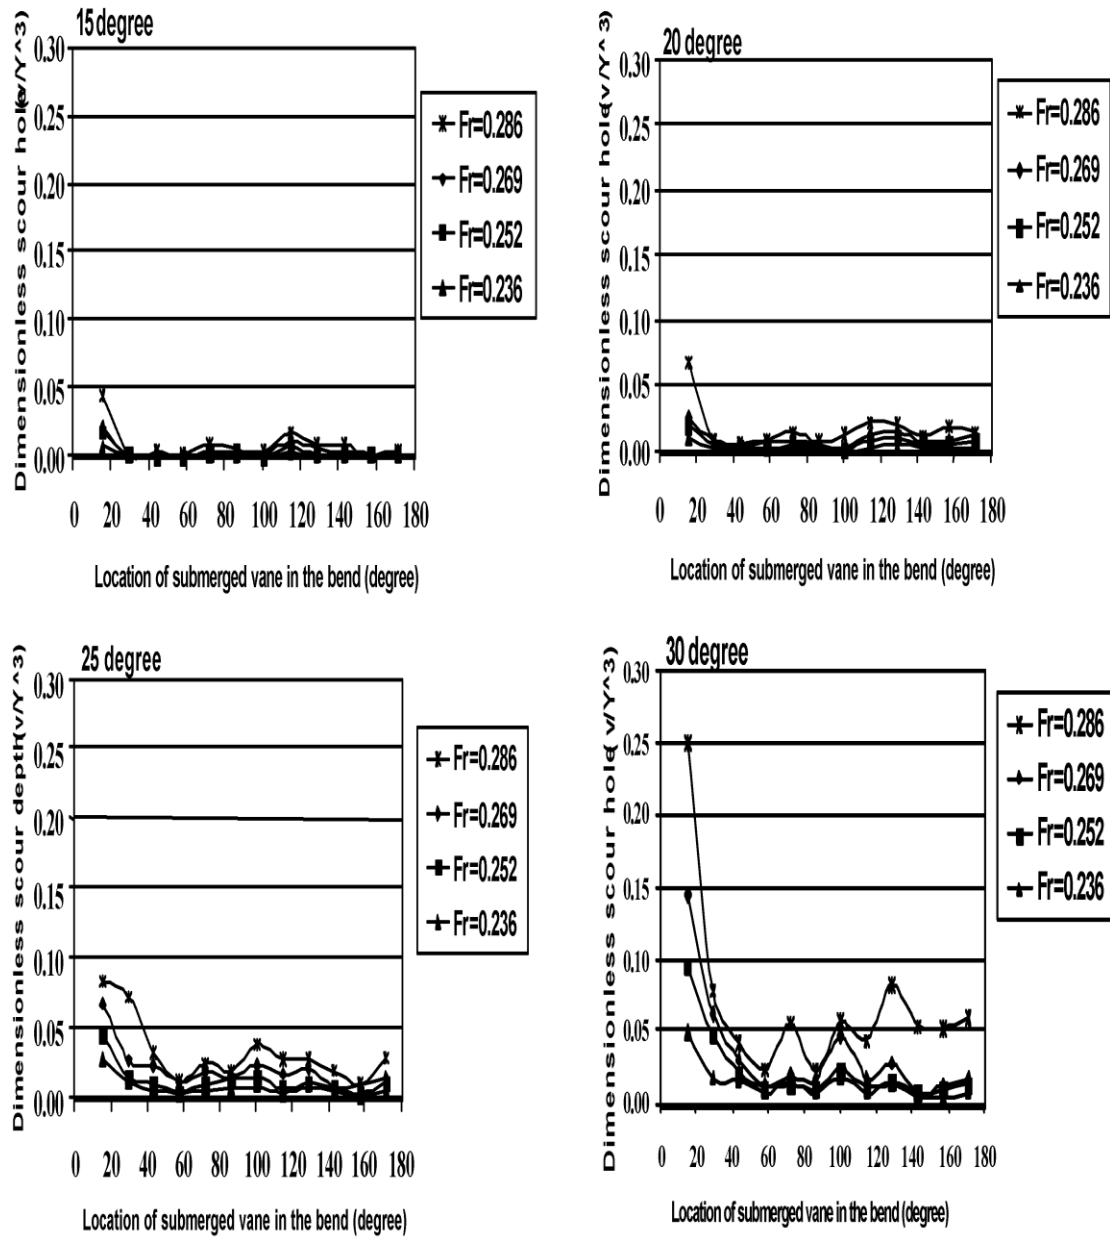 15 degree
Dimensionless scour hole(v/Y^3)
0.30
0.25
0.20
0.15
0.10
0.05
0.00
0 20 40 60 80 100 120 140 160 180
Location of submerged vane in the bend (degree)
Fr=0.286
Fr=0.269
Fr=0.252
Fr=0.236
20 degree
Dimensionless scour hole(v/Y^3)
0.30
0.25
0.20
0.15
0.10
0.05
0.00
0 20 40 60 80 100 120 140 160 180
Location of submerged vane in the bend (degree)
Fr=0.286
Fr=0.269
Fr=0.252
Fr=0.236
25 degree
Dimensionless scour depth(v/Y^3)
0.30
0.25
0.20
0.15
0.10
0.05
0.00
0 20 40 60 80 100 120 140 160 180
Location of submerged vane in the bend (degree)
Fr=0.286
Fr=0.269
Fr=0.252
Fr=0.236
30 degree
Dimensionless scour hole( v/Y^3)
0.30
0.25
0.20
0.15
0.10
0.05
0.00
0 20 40 60 80 100 120 140 160 180
Location of submerged vane in the bend (degree)
Fr=0.286
Fr=0.269
Fr=0.252
Fr=0.236